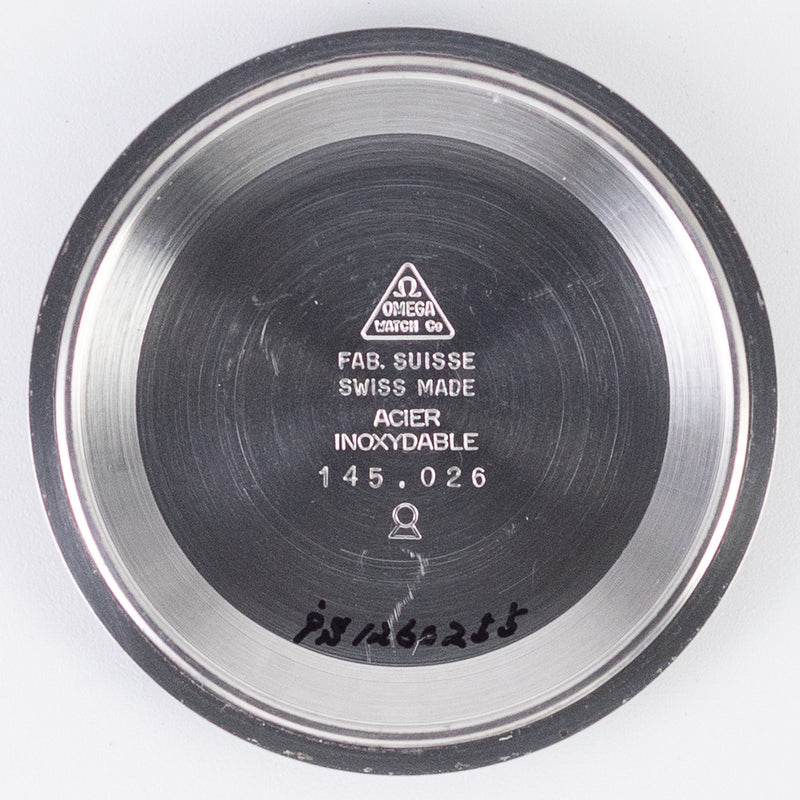 Ω
OMEGA
WATCH Co
FAB. SUISSE
SWISS MADE
ACIER
INOXYDABLE
145.026